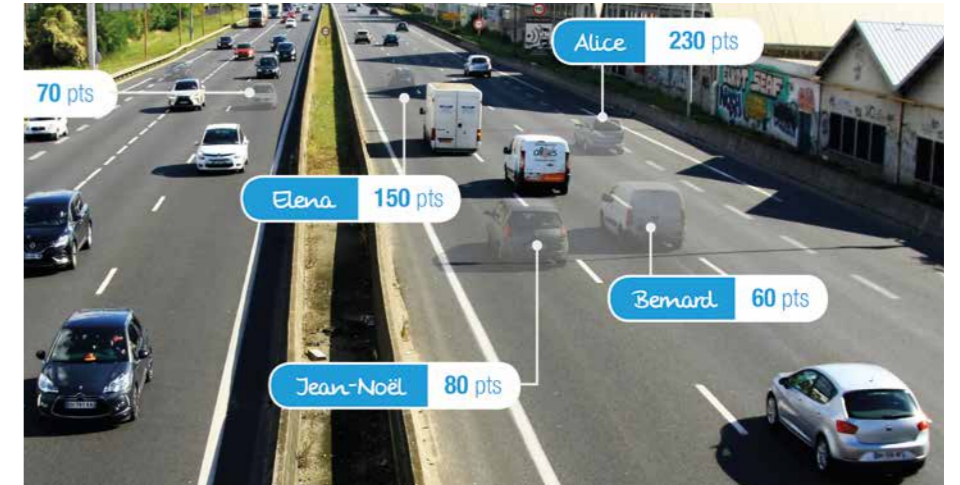 Alice 230 pts
70 pts
Elena 150 pts
Bernard 60 pts
Jean-Noël 80 pts